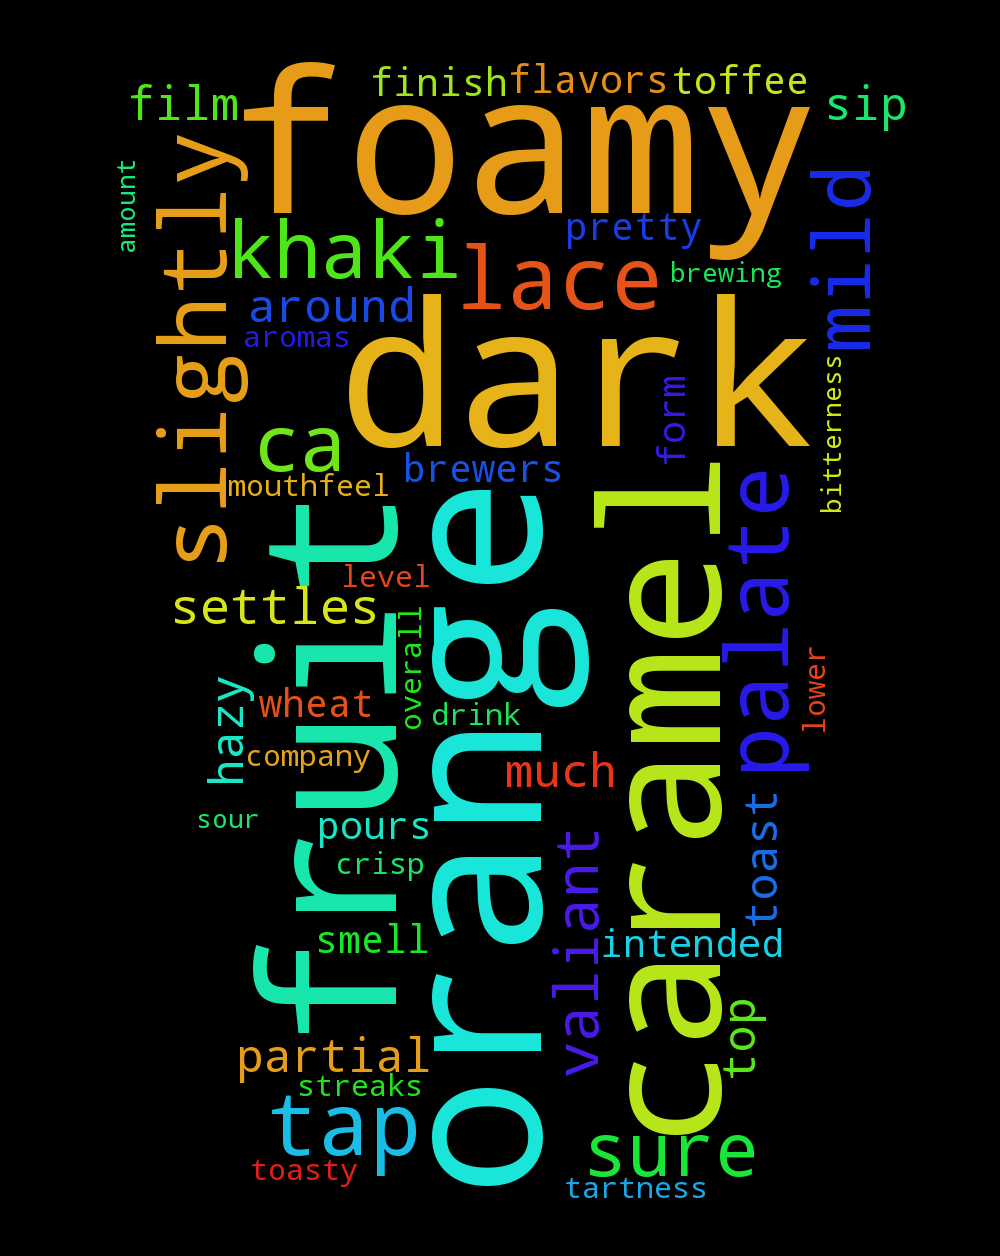 finish
flavors
toffee
film
foamy
sip
amount
slightly
khaki
pretty
mild
lace
brewing
around
aromas
dark
form
bitterness
ca
brewers
mouthfeel
fruit
orange
caramel
palate
level
settles
overall
lower
hazy
wheat
drink
company
much
toast
sour
pours
valiant
crisp
smell
intended
top
partial
streaks
tap
sure
toasty
tartness